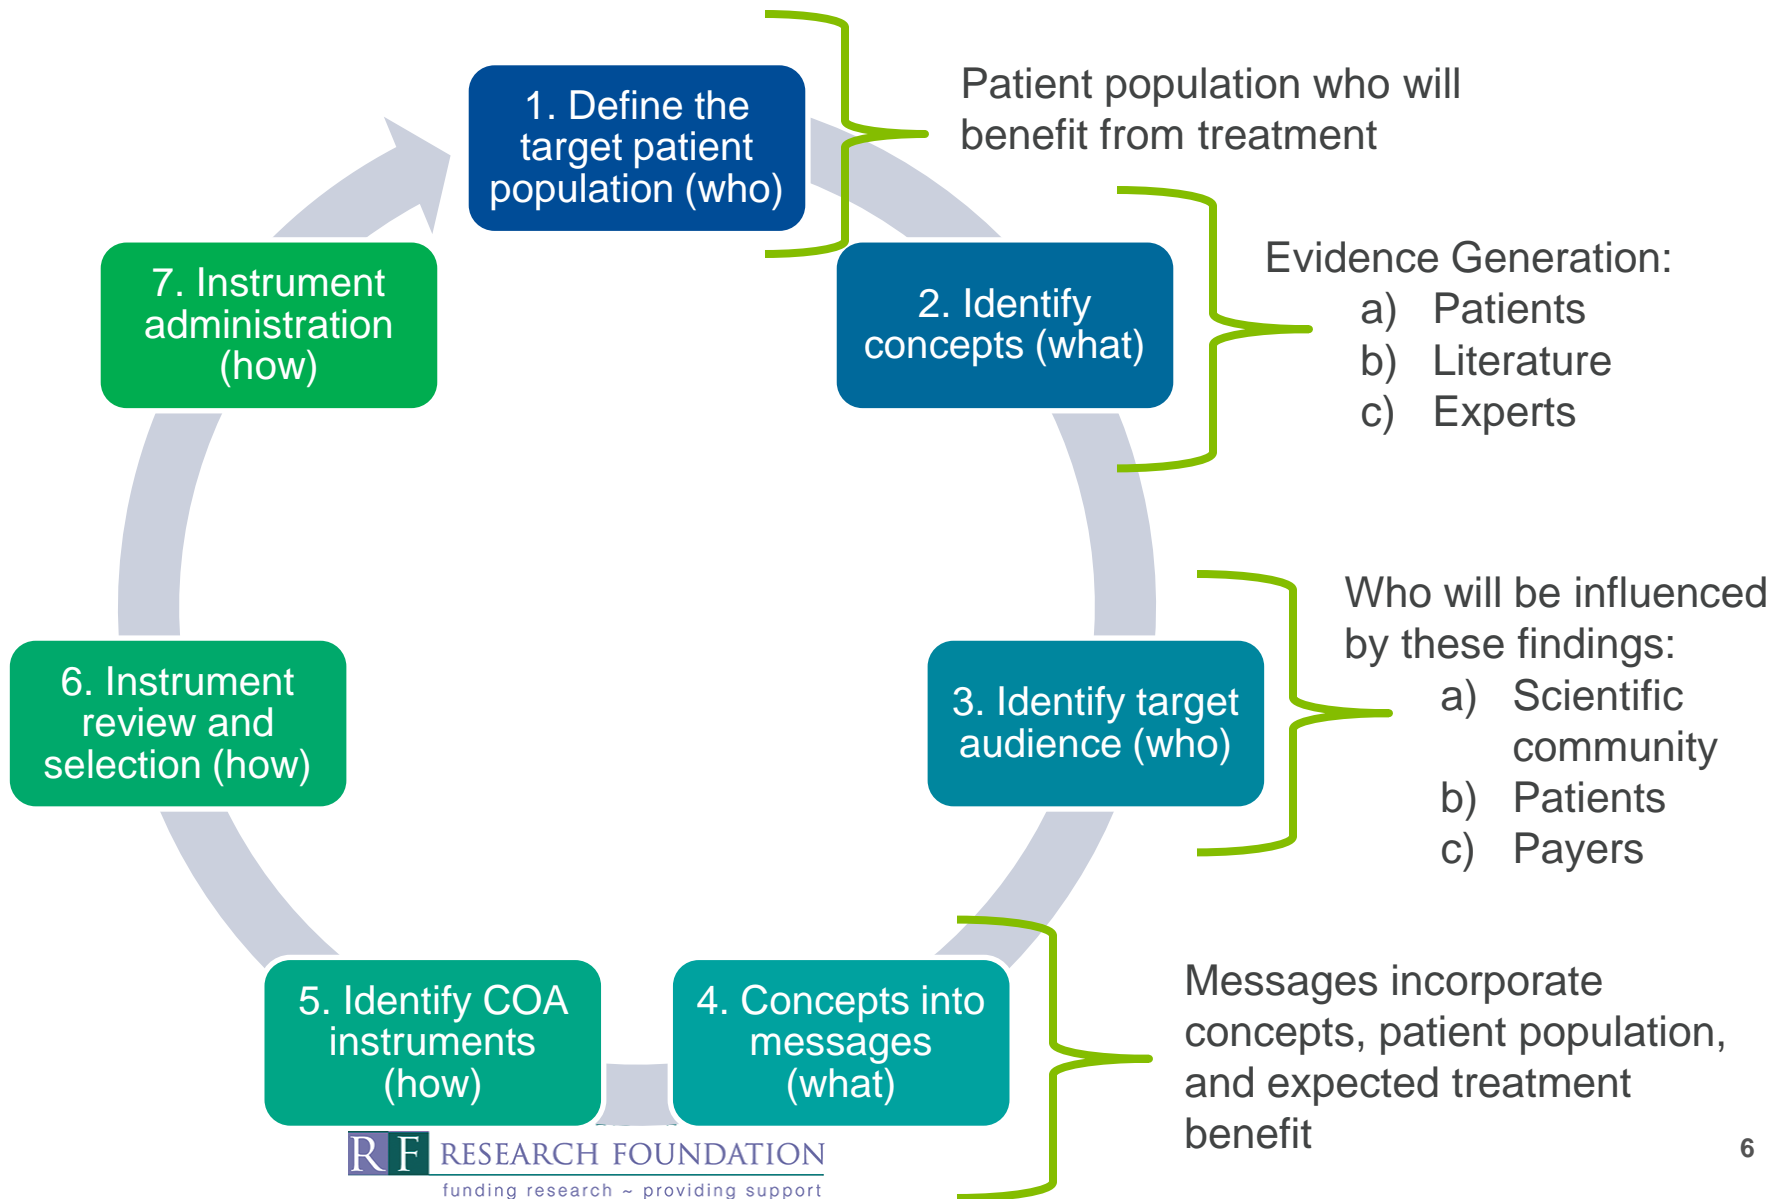 1. Define the
target patient
population (who)
Patient population who will
benefit from treatment
2. Identify
concepts (what)
Evidence Generation:
a) Patients
b) Literature
c) Experts
3. Identify target
audience (who)
Who will be influenced
by these findings:
a) Scientific
community
b) Patients
c) Payers
4. Concepts into
messages
(what)
Messages incorporate
concepts, patient population,
and expected treatment
benefit
5. Identify COA
instruments
(how)
6. Instrument
review and
selection (how)
7. Instrument
administration
(how)
RF RESEARCH FOUNDATION
funding research ~ providing support
6